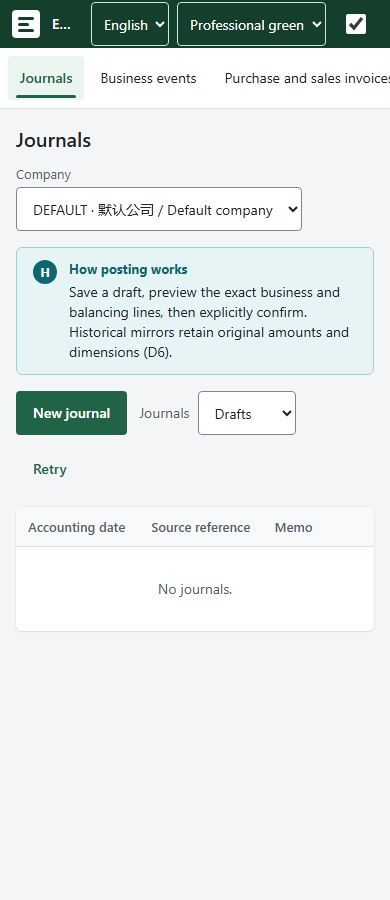 E...
English
Professional green
Journals
Business events
Purchase and sales invoices
Journals
Company
DEFAULT · 默认公司 / Default company
H
How posting works
Save a draft, preview the exact business and
balancing lines, then explicitly confirm.
Historical mirrors retain original amounts and
dimensions (D6).
New journal
Journals
Drafts
Retry
Accounting date
Source reference
Memo
No journals.